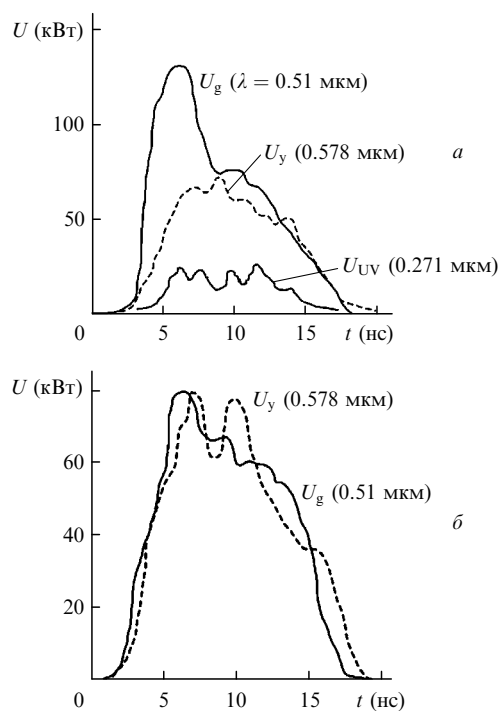 U (кВт)
U_g (λ = 0.51 мкм)
100
U_y (0.578 мкм)
а
50
U_UV (0.271 мкм)
0
0 5 10 15 t (нс)
U (кВт)
U_y (0.578 мкм)
60
U_g (0.51 мкм)
б
40
20
0 5 10 15 t (нс)